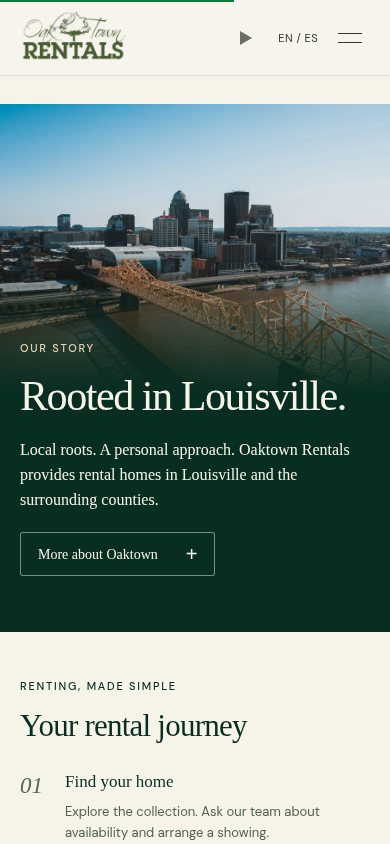 Oak Town
RENTALS
EN / ES
OUR STORY
Rooted in Louisville.
Local roots. A personal approach. Oaktown Rentals
provides rental homes in Louisville and the
surrounding counties.
More about Oaktown +
RENTING, MADE SIMPLE
Your rental journey
01 Find your home
Explore the collection. Ask our team about
availability and arrange a showing.